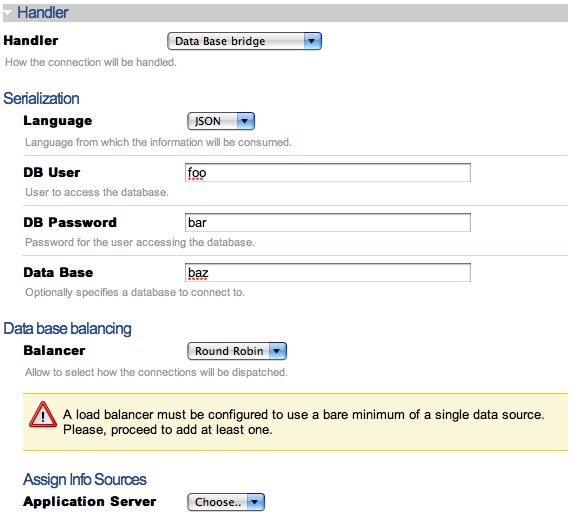 Handler
Handler Data Base bridge
How the connection will be handled.
Serialization
Language JSON
Language from which the information will be consumed.
DB User foo
User to access the database.
DB Password bar
Password for the user accessing the database.
Data Base baz
Optionally specifies a database to connect to.
Data base balancing
Balancer Round Robin
Allow to select how the connections will be dispatched.
A load balancer must be configured to use a bare minimum of a single data source.
Please, proceed to add at least one.
Assign Info Sources
Application Server Choose..